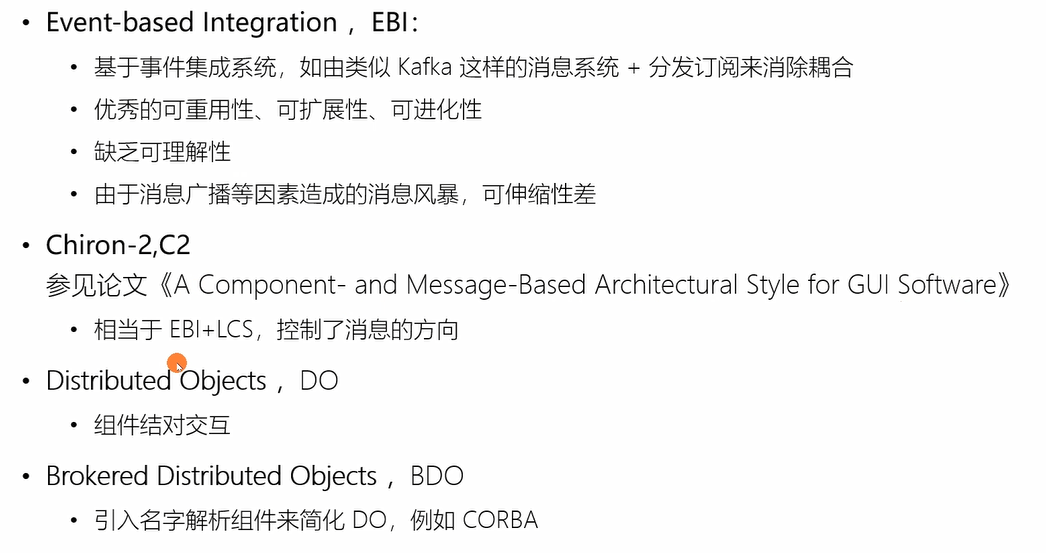 • Event-based Integration ，EBI：
• 基于事件集成系统，如由类似 Kafka 这样的消息系统 + 分发订阅来消除耦合
• 优秀的可重用性、可扩展性、可进化性
• 缺乏可理解性
• 由于消息广播等因素造成的消息风暴，可伸缩性差
• Chiron-2,C2
参见论文《A Component- and Message-Based Architectural Style for GUI Software》
• 相当于 EBI+LCS，控制了消息的方向
• Distributed Objects ，DO
• 组件结对交互
• Brokered Distributed Objects ，BDO
• 引入名字解析组件来简化 DO，例如 CORBA